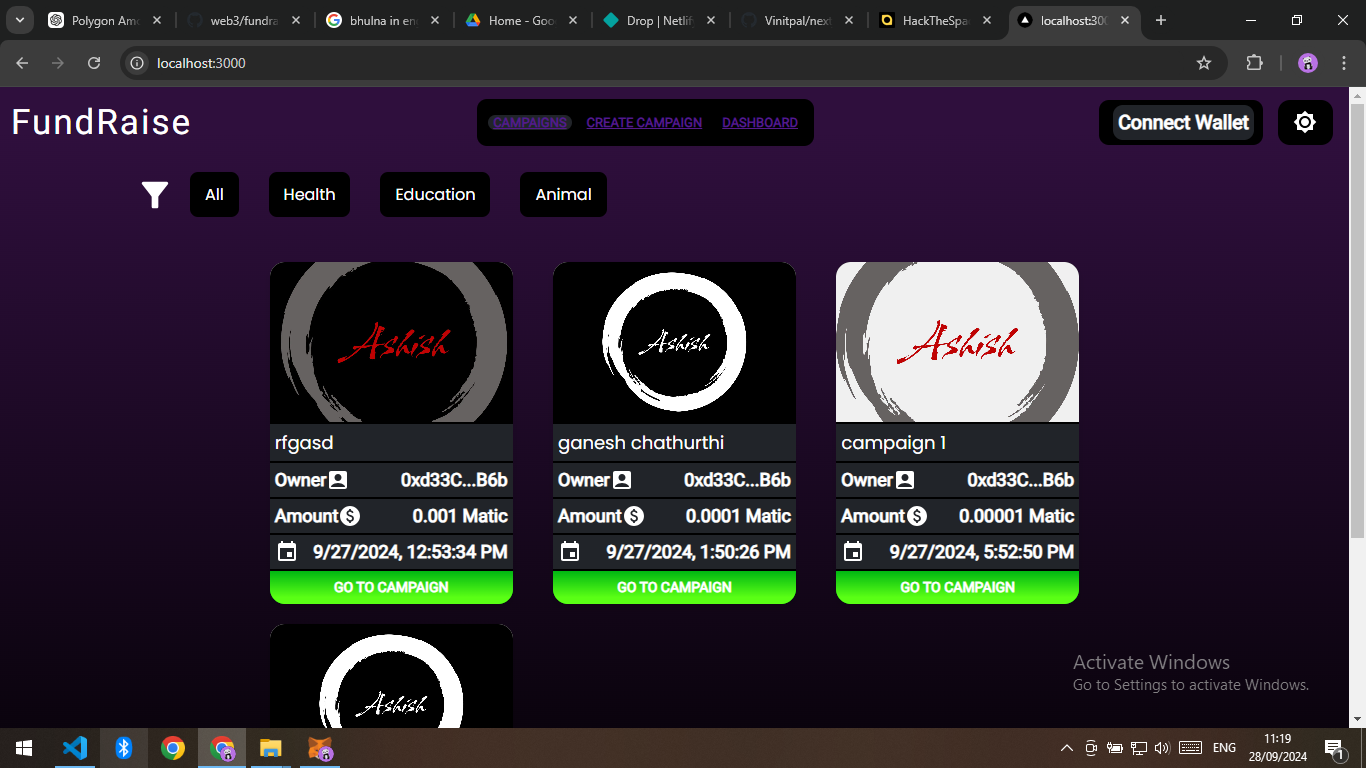 Polygon Amo
web3/fundra
bhulna in en
Home - Goo
Drop | Netlif
Vinitpal/next
HackTheSpa
localhost:300
localhost:3000
FundRaise
CAMPAIGNS CREATE CAMPAIGN DASHBOARD
Connect Wallet
All Health Education Animal
Ashish
Ashish
Ashish
rfgasd
ganesh chathurthi
campaign 1
Owner 0xd33C...B6b
Owner 0xd33C...B6b
Owner 0xd33C...B6b
Amount 0.001 Matic
Amount 0.0001 Matic
Amount 0.00001 Matic
9/27/2024, 12:53:34 PM
9/27/2024, 1:50:26 PM
9/27/2024, 5:52:50 PM
GO TO CAMPAIGN
GO TO CAMPAIGN
GO TO CAMPAIGN
Ashish
Activate Windows
Go to Settings to activate Windows.
ENG
11:19
28/09/2024
1